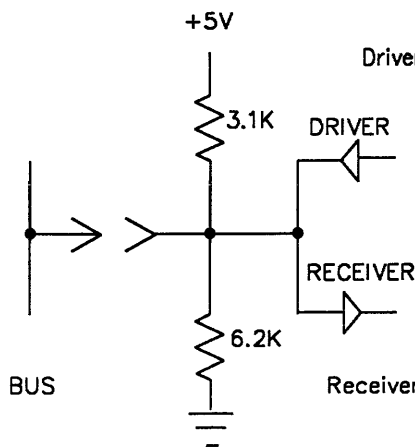 +5V
Driver
3.1K
DRIVER
RECEIVER
6.2K
BUS
Receiver